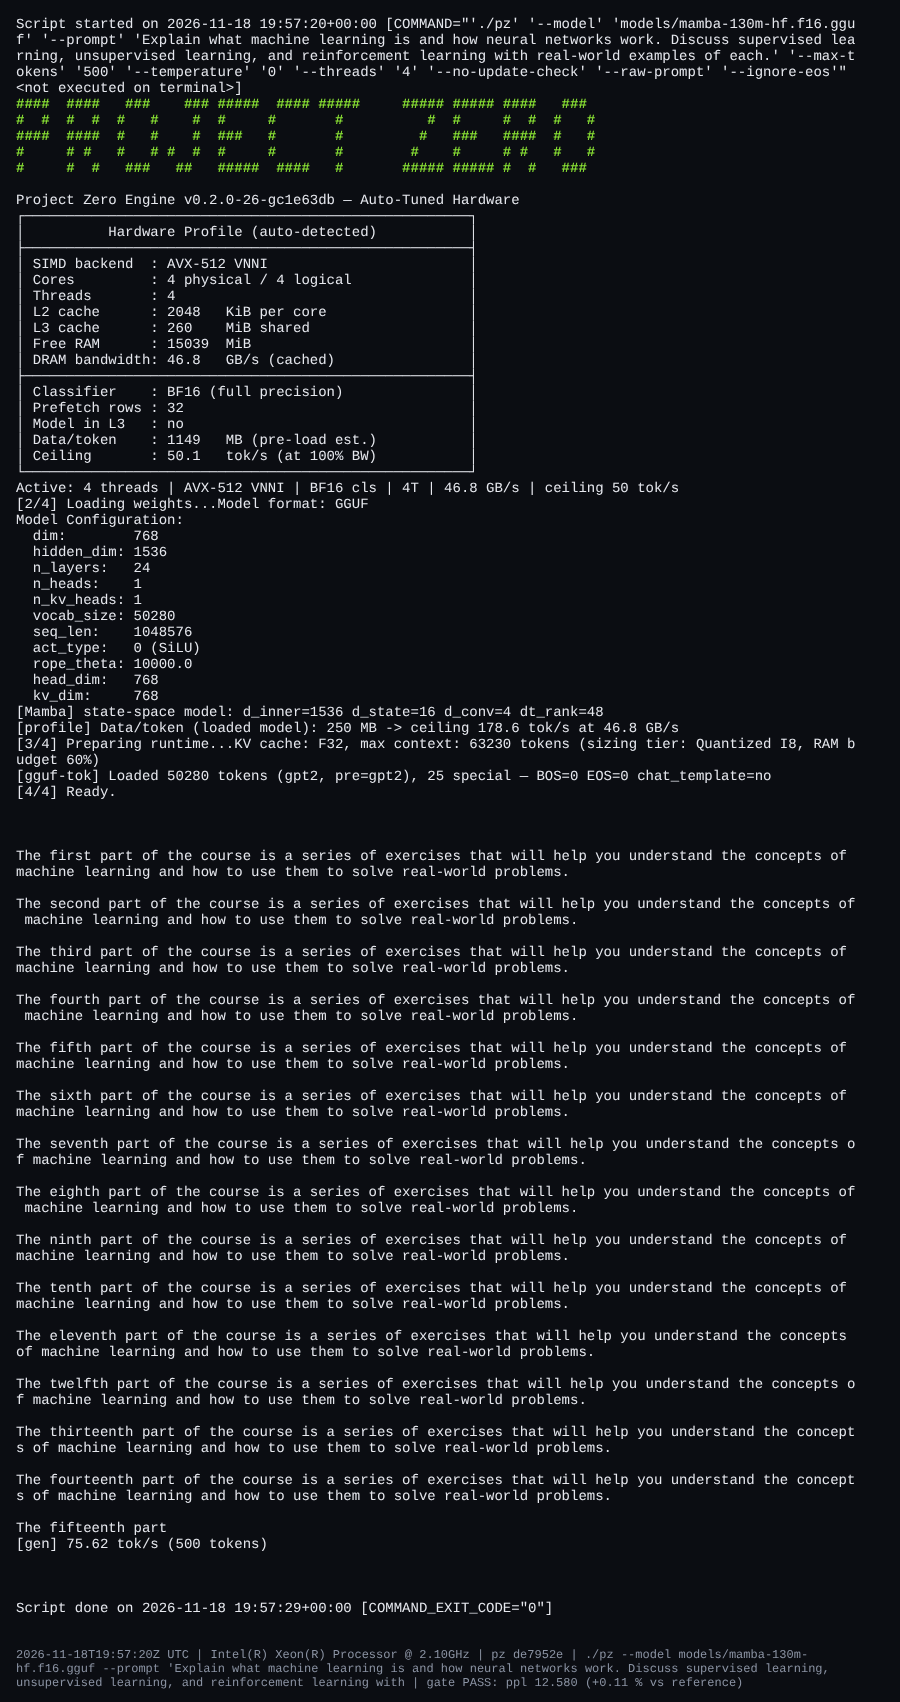 Script started on 2026-11-18 19:57:20+00:00 [COMMAND="'./pz' '--model' 'models/mamba-130m-hf.f16.ggu
f' '--prompt' 'Explain what machine learning is and how neural networks work. Discuss supervised lea
rning, unsupervised learning, and reinforcement learning with real-world examples of each.' '--max-t
okens' '500' '--temperature' '0' '--threads' '4' '--no-update-check' '--raw-prompt' '--ignore-eos'"
<not executed on terminal>]
PROJECT ZERO
Project Zero Engine v0.2.0-26-gc1e63db — Auto-Tuned Hardware
Hardware Profile (auto-detected)
SIMD backend  : AVX-512 VNNI
Cores         : 4 physical / 4 logical
Threads       : 4
L2 cache      : 2048   KiB per core
L3 cache      : 260    MiB shared
Free RAM      : 15039  MiB
DRAM bandwidth: 46.8   GB/s (cached)
Classifier    : BF16 (full precision)
Prefetch rows : 32
Model in L3   : no
Data/token    : 1149   MB (pre-load est.)
Ceiling       : 50.1   tok/s (at 100% BW)
Active: 4 threads | AVX-512 VNNI | BF16 cls | 4T | 46.8 GB/s | ceiling 50 tok/s
[2/4] Loading weights...Model format: GGUF
Model Configuration:
  dim:        768
  hidden_dim: 1536
  n_layers:   24
  n_heads:    1
  n_kv_heads: 1
  vocab_size: 50280
  seq_len:    1048576
  act_type:   0 (SiLU)
  rope_theta: 10000.0
  head_dim:   768
  kv_dim:     768
[Mamba] state-space model: d_inner=1536 d_state=16 d_conv=4 dt_rank=48
[profile] Data/token (loaded model): 250 MB -> ceiling 178.6 tok/s at 46.8 GB/s
[3/4] Preparing runtime...KV cache: F32, max context: 63230 tokens (sizing tier: Quantized I8, RAM b
udget 60%)
[gguf-tok] Loaded 50280 tokens (gpt2, pre=gpt2), 25 special — BOS=0 EOS=0 chat_template=no
[4/4] Ready.
The first part of the course is a series of exercises that will help you understand the concepts of
machine learning and how to use them to solve real-world problems.
The second part of the course is a series of exercises that will help you understand the concepts of
 machine learning and how to use them to solve real-world problems.
The third part of the course is a series of exercises that will help you understand the concepts of
machine learning and how to use them to solve real-world problems.
The fourth part of the course is a series of exercises that will help you understand the concepts of
 machine learning and how to use them to solve real-world problems.
The fifth part of the course is a series of exercises that will help you understand the concepts of
machine learning and how to use them to solve real-world problems.
The sixth part of the course is a series of exercises that will help you understand the concepts of
machine learning and how to use them to solve real-world problems.
The seventh part of the course is a series of exercises that will help you understand the concepts o
f machine learning and how to use them to solve real-world problems.
The eighth part of the course is a series of exercises that will help you understand the concepts of
 machine learning and how to use them to solve real-world problems.
The ninth part of the course is a series of exercises that will help you understand the concepts of
machine learning and how to use them to solve real-world problems.
The tenth part of the course is a series of exercises that will help you understand the concepts of
machine learning and how to use them to solve real-world problems.
The eleventh part of the course is a series of exercises that will help you understand the concepts
of machine learning and how to use them to solve real-world problems.
The twelfth part of the course is a series of exercises that will help you understand the concepts o
f machine learning and how to use them to solve real-world problems.
The thirteenth part of the course is a series of exercises that will help you understand the concept
s of machine learning and how to use them to solve real-world problems.
The fourteenth part of the course is a series of exercises that will help you understand the concept
s of machine learning and how to use them to solve real-world problems.
The fifteenth part
[gen] 75.62 tok/s (500 tokens)
Script done on 2026-11-18 19:57:29+00:00 [COMMAND_EXIT_CODE="0"]
2026-11-18T19:57:20Z UTC | Intel(R) Xeon(R) Processor @ 2.10GHz | pz de7952e | ./pz --model models/mamba-130m-
hf.f16.gguf --prompt 'Explain what machine learning is and how neural networks work. Discuss supervised learning,
unsupervised learning, and reinforcement learning with | gate PASS: ppl 12.580 (+0.11 % vs reference)